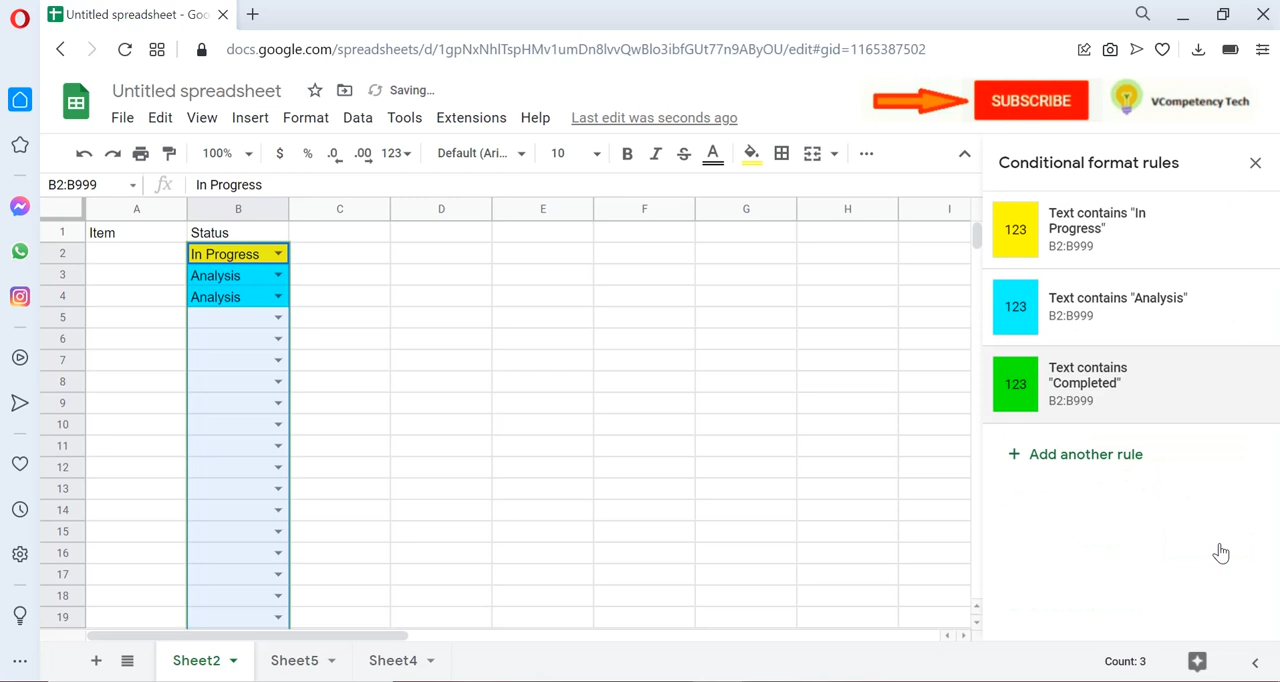 Untitled spreadsheet - Goo
docs.google.com/spreadsheets/d/1gpNxNhlTspHMv1umDn8lvvQwBlo3ibfGUt77n9AByOU/edit#gid=1165387502
Untitled spreadsheet
Saving...
SUBSCRIBE
VCompetency Tech
File Edit View Insert Format Data Tools Extensions Help Last edit was seconds ago
100% $ % .0 .00 123 Default (Ari... 10 B I S A
Conditional format rules
B2:B999 fx In Progress
A B C D E F G H I
1 Item Status
2 In Progress
3 Analysis
4 Analysis
5
6
7
8
9
10
11
12
13
14
15
16
17
18
19
123 Text contains "In
Progress"
B2:B999
123 Text contains "Analysis"
B2:B999
123 Text contains
"Completed"
B2:B999
+ Add another rule
+ Sheet2 Sheet5 Sheet4 Count: 3